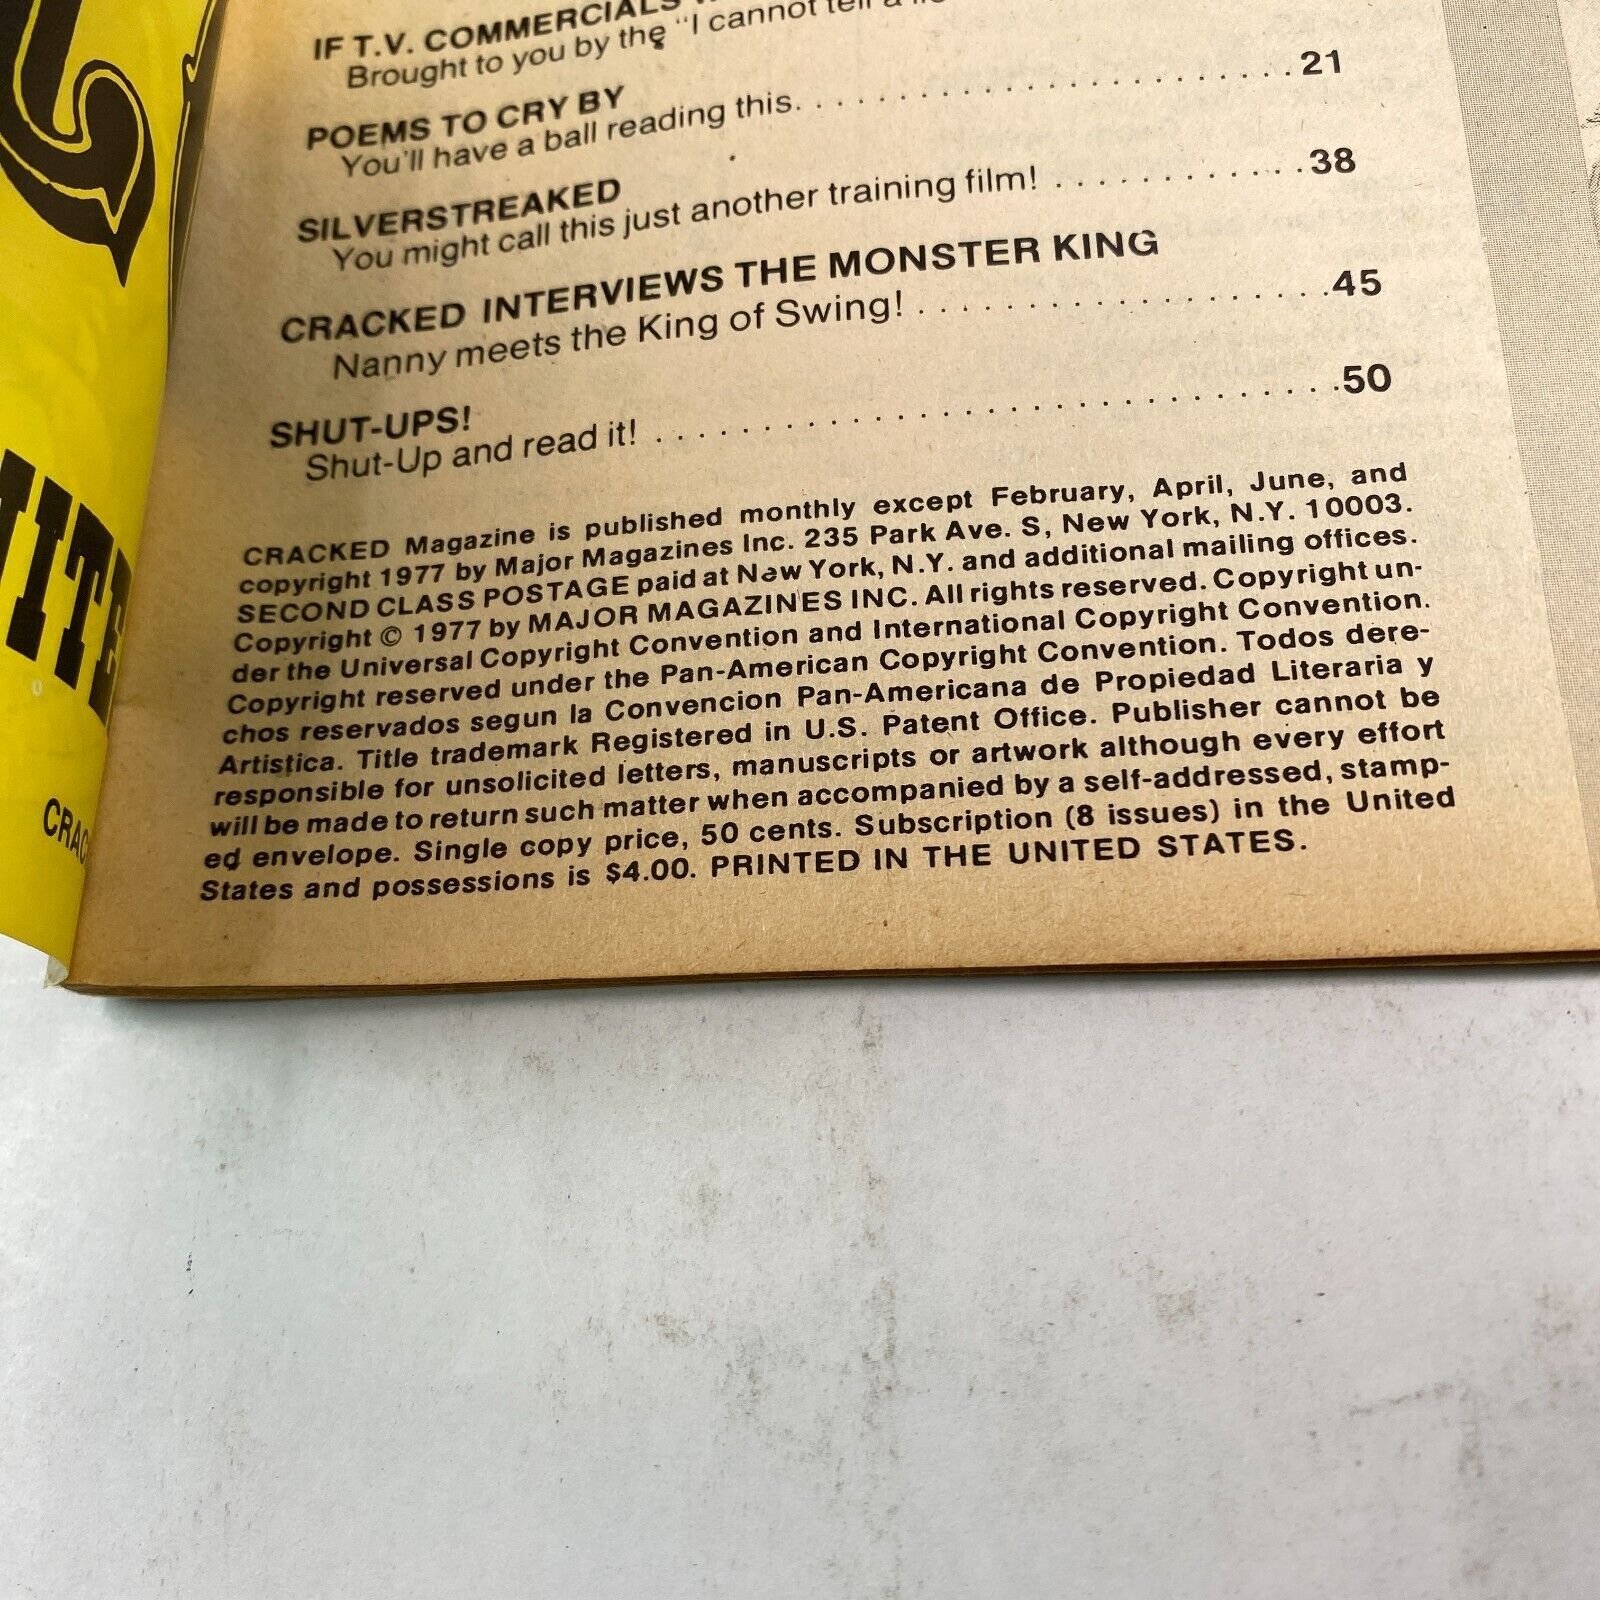 IF T.V. COMMERCIALS
Brought to you by the "I cannot tell a
POEMS TO CRY BY
You'll have a ball reading this. . . . . . . . . . . . . . . . . . . . . . 21
SILVERSTREAKED
You might call this just another training film! . . . . . . . . . . . . 38
CRACKED INTERVIEWS THE MONSTER KING
Nanny meets the King of Swing! . . . . . . . . . . . . . . . . . . . 45
SHUT-UPS!
Shut-Up and read it! . . . . . . . . . . . . . . . . . . . . . . . . . . . . . 50
CRACKED Magazine is published monthly except February, April, June, and
copyright 1977 by Major Magazines Inc. 235 Park Ave. S, New York, N.Y. 10003.
SECOND CLASS POSTAGE paid at New York, N.Y. and additional mailing offices.
Copyright © 1977 by MAJOR MAGAZINES INC. All rights reserved. Copyright un-
der the Universal Copyright Convention and International Copyright Convention.
Copyright reserved under the Pan-American Copyright Convention. Todos dere-
chos reservados segun la Convencion Pan-Americana de Propiedad Literaria y
Artistica. Title trademark Registered in U.S. Patent Office. Publisher cannot be
responsible for unsolicited letters, manuscripts or artwork although every effort
will be made to return such matter when accompanied by a self-addressed, stamp-
ed envelope. Single copy price, 50 cents. Subscription (8 issues) in the United
States and possessions is $4.00. PRINTED IN THE UNITED STATES.
CRAC